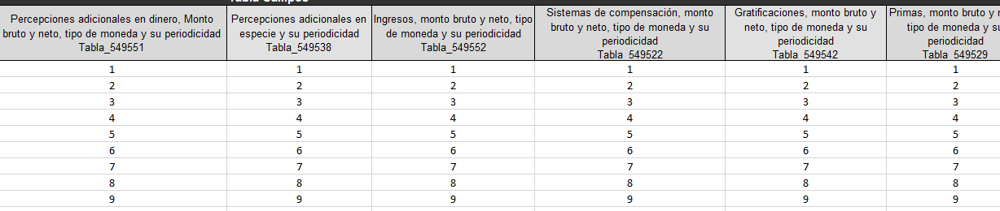 Tabla Campos
Percepciones adicionales en dinero, Monto
bruto y neto, tipo de moneda y su periodicidad
Tabla_549551
Percepciones adicionales en
especie y su periodicidad
Tabla_549538
Ingresos, monto bruto y neto, tipo
de moneda y su periodicidad
Tabla_549552
Sistemas de compensación, monto
bruto y neto, tipo de moneda y su
periodicidad
Tabla_549522
Gratificaciones, monto bruto y
neto, tipo de moneda y su
periodicidad
Tabla_549542
Primas, monto bruto y
tipo de moneda y su
periodicidad
Tabla_549529
1 1 1 1 1 1
2 2 2 2 2 2
3 3 3 3 3 3
4 4 4 4 4 4
5 5 5 5 5 5
6 6 6 6 6 6
7 7 7 7 7 7
8 8 8 8 8 8
9 9 9 9 9 9